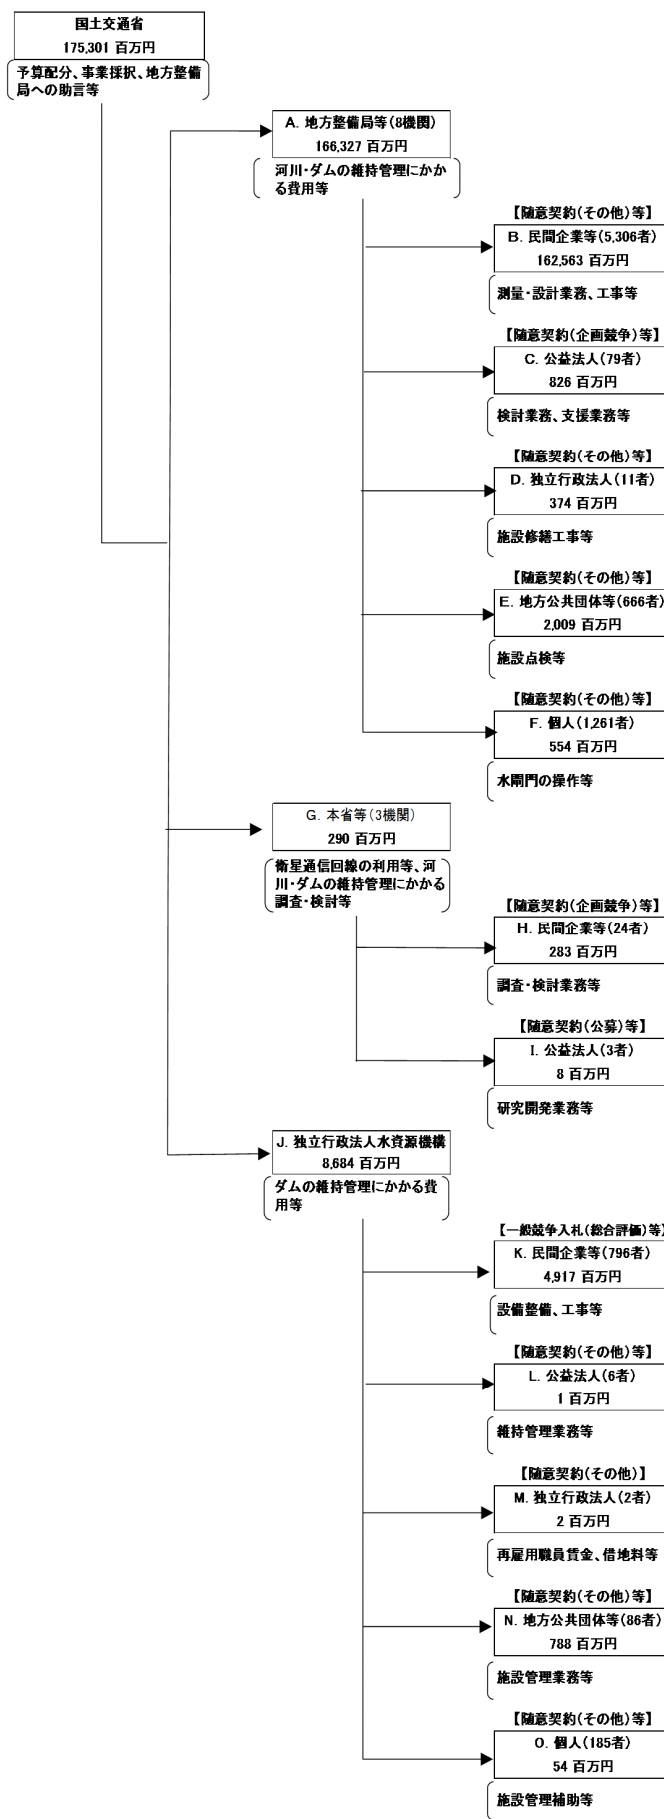 国土交通省
175,301 百万円
予算配分、事業採択、地方整備
局への助言等
A. 地方整備局等(8機関)
166,327 百万円
河川・ダムの維持管理にかか
る費用等
【随意契約(その他)等】
B. 民間企業等(5,306者)
162,563 百万円
測量・設計業務、工事等
【随意契約(企画競争)等】
C. 公益法人(79者)
826 百万円
検討業務、支援業務等
【随意契約(その他)等】
D. 独立行政法人(11者)
374 百万円
施設修繕工事等
【随意契約(その他)等】
E. 地方公共団体等(666者)
2,009 百万円
施設点検等
【随意契約(その他)等】
F. 個人(1,261者)
554 百万円
水閘門の操作等
G. 本省等(3機関)
290 百万円
衛星通信回線の利用等、河
川・ダムの維持管理にかかる
調査・検討等
【随意契約(企画競争)等】
H. 民間企業等(24者)
283 百万円
調査・検討業務等
【随意契約(公募)等】
I. 公益法人(3者)
8 百万円
研究開発業務等
J. 独立行政法人水資源機構
8,684 百万円
ダムの維持管理にかかる費
用等
【一般競争入札(総合評価)等】
K. 民間企業等(796者)
4,917 百万円
設備整備、工事等
【随意契約(その他)等】
L. 公益法人(6者)
1 百万円
維持管理業務等
【随意契約(その他)】
M. 独立行政法人(2者)
2 百万円
再雇用職員賃金、借地料等
【随意契約(その他)等】
N. 地方公共団体等(86者)
788 百万円
施設管理業務等
【随意契約(その他)等】
O. 個人(185者)
54 百万円
施設管理補助等